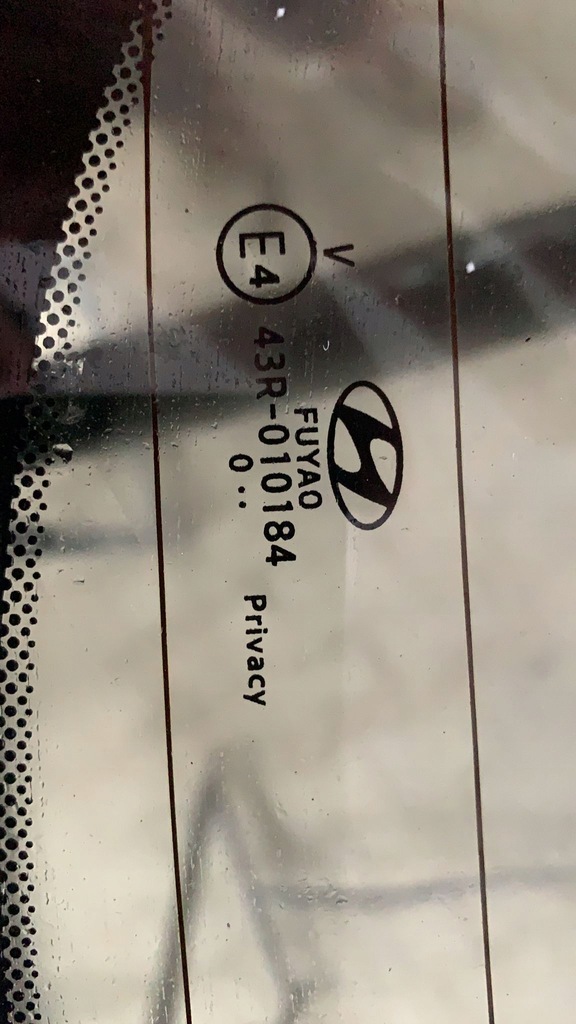 V
FUYAO
E4 43R-010184
0..
Privacy